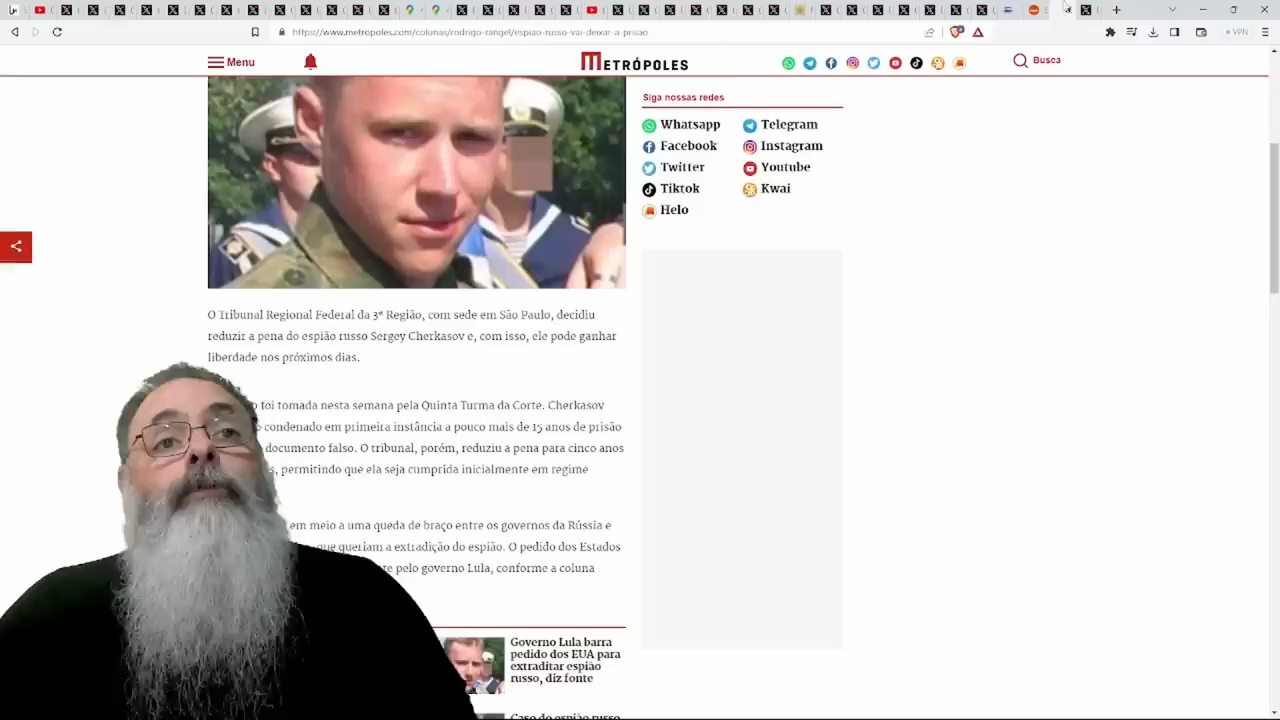 https://www.metropoles.com/colunas/rodrigo-rangel/espiao-russo-vai-deixar-a-prisao
VPN
Menu
METRÓPOLES
Busca
Siga nossas redes
Whatsapp Telegram
Facebook Instagram
Twitter Youtube
Tiktok Kwai
Helo
O Tribunal Regional Federal da 3ª Região, com sede em São Paulo, decidiu
reduzir a pena do espião russo Sergey Cherkasov e, com isso, ele pode ganhar
liberdade nos próximos dias.
foi tomada nesta semana pela Quinta Turma da Corte. Cherkasov
condenado em primeira instância a pouco mais de 15 anos de prisão
documento falso. O tribunal, porém, reduziu a pena para cinco anos
, permitindo que ela seja cumprida inicialmente em regime
em meio a uma queda de braço entre os governos da Rússia e
que queriam a extradição do espião. O pedido dos Estados
pelo governo Lula, conforme a coluna
Governo Lula barra
pedido dos EUA para
extraditar espião
russo, diz fonte
Caso do espião russo